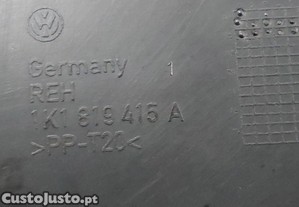 Germany 1
REH
1K1 819 415 A
>PP-T20<
CustoJusto.pt